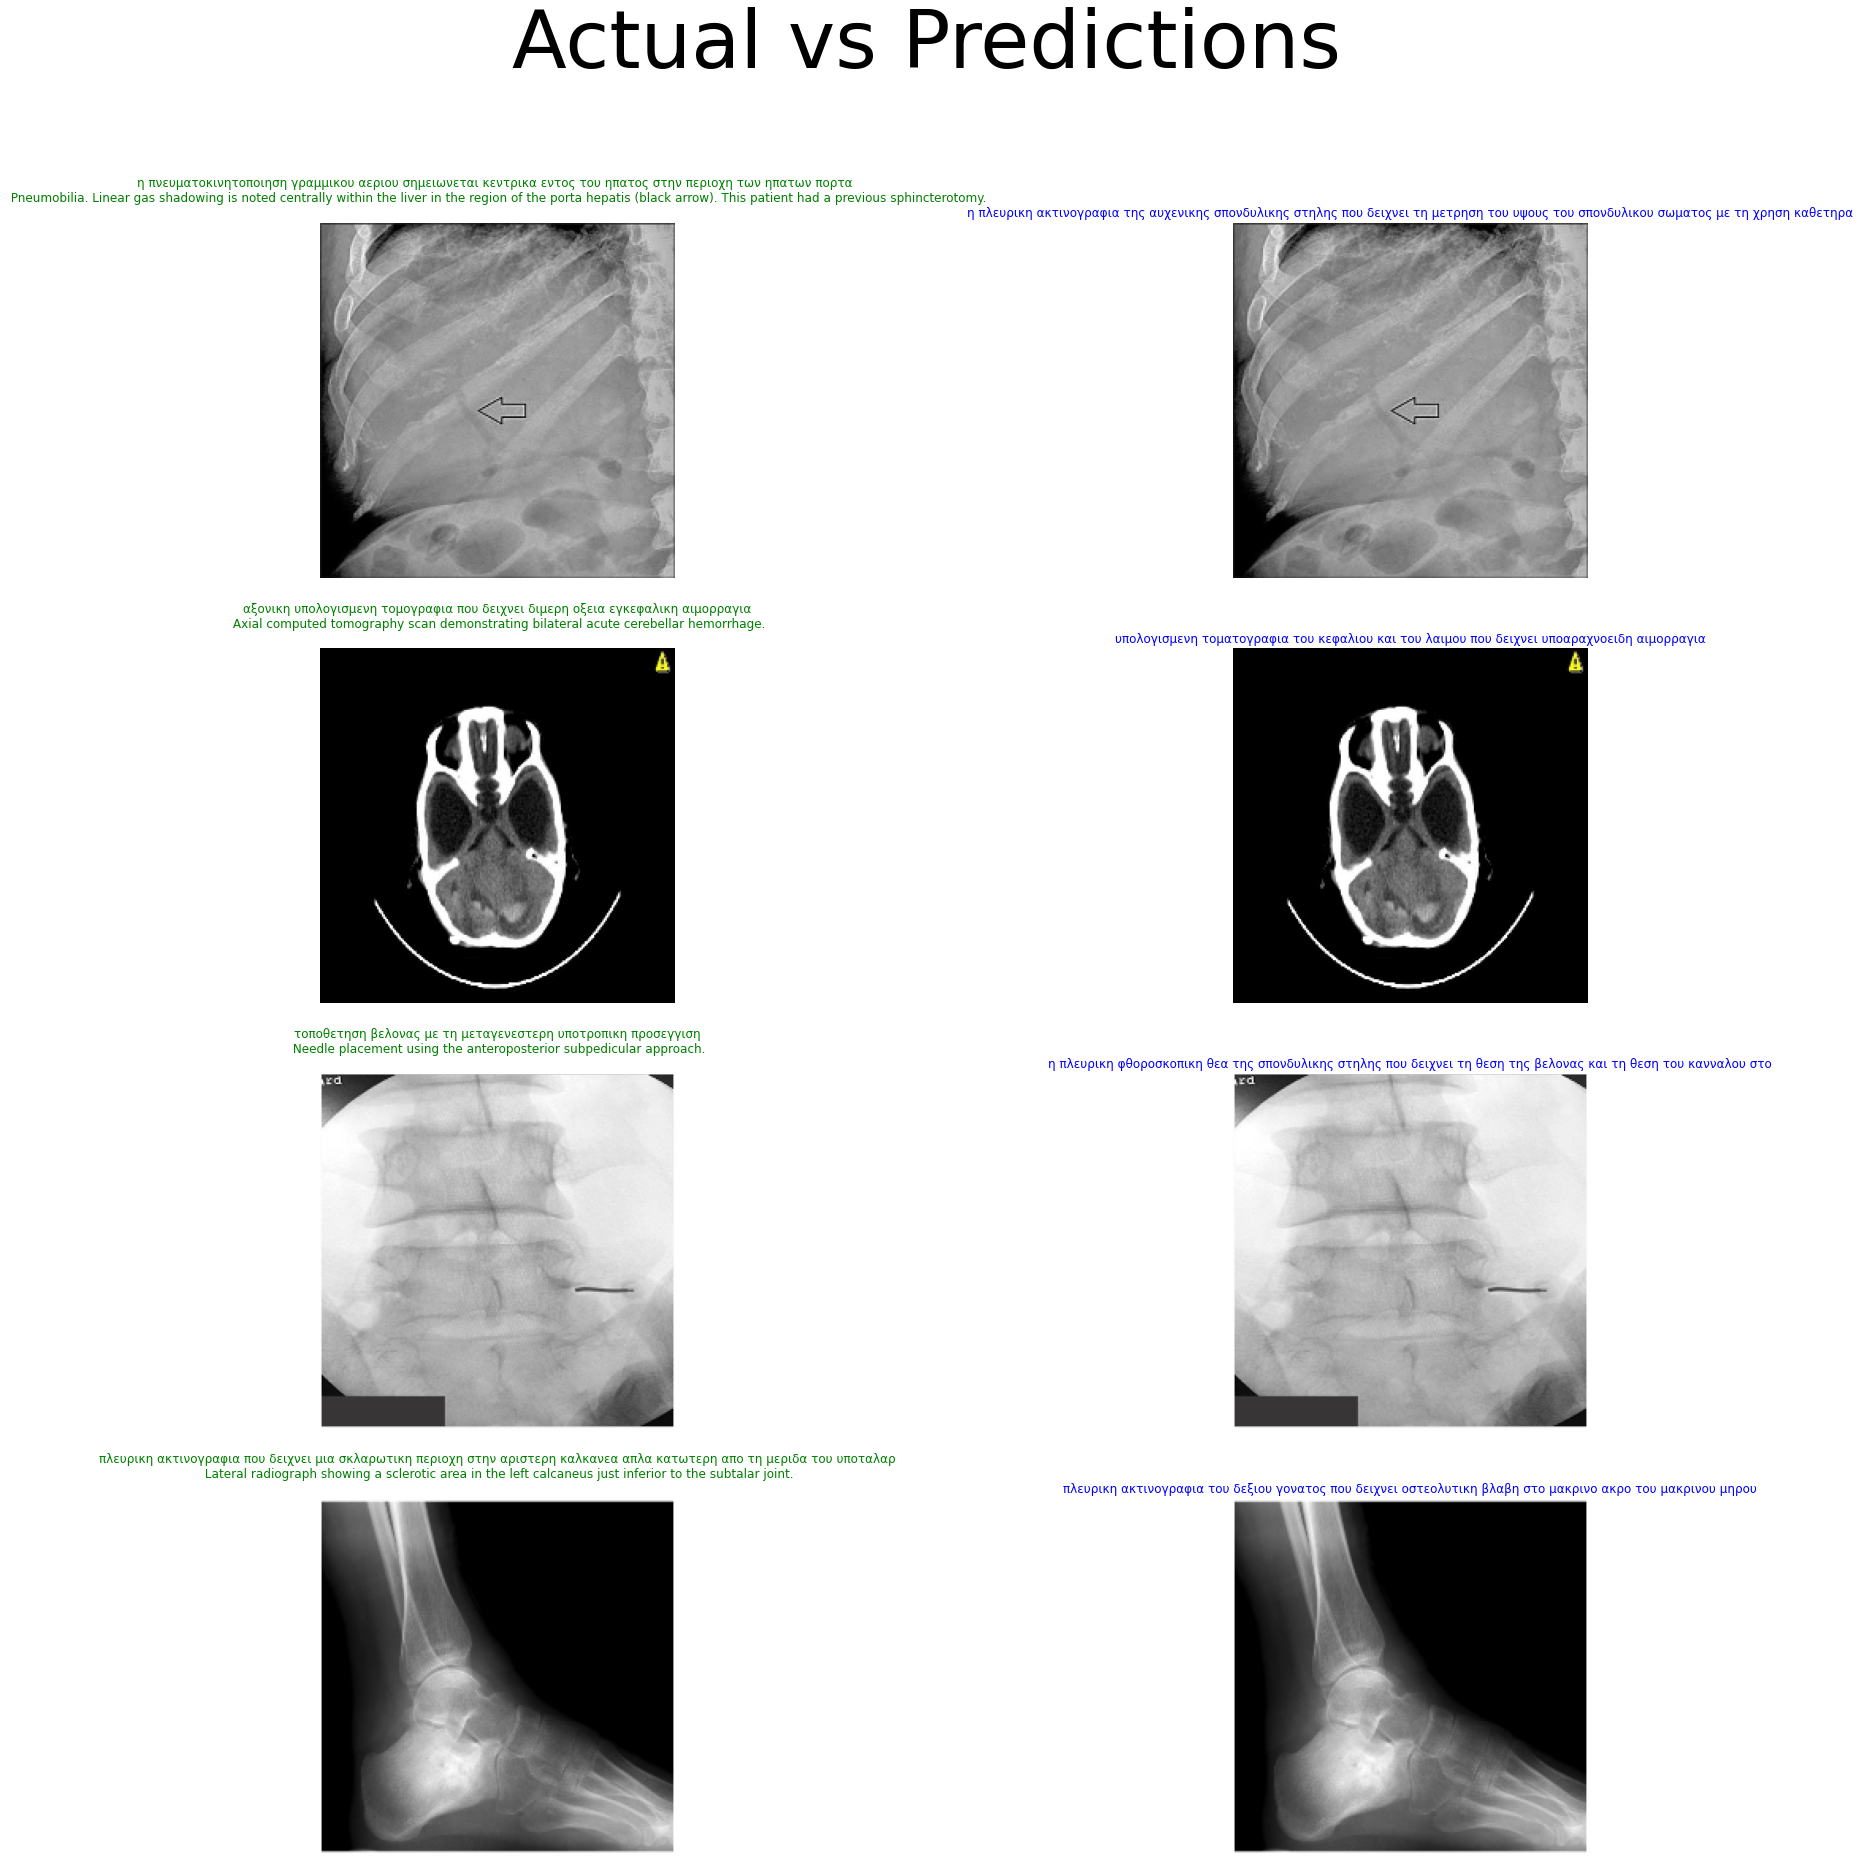 Actual vs Predictions
η πνευματοκινητοποιηση γραμμικου αεριου σημειωνεται κεντρικα εντος του ηπατος στην περιοχη των ηπατων πορτα
Pneumobilia. Linear gas shadowing is noted centrally within the liver in the region of the porta hepatis (black arrow). This patient had a previous sphincterotomy.
η πλευρικη ακτινογραφια της αυχενικης σπονδυλικης στηλης που δειχνει τη μετρηση του υψους του σπονδυλικου σωματος με τη χρηση καθετηρα
αξονικη υπολογισμενη τομογραφια που δειχνει διμερη οξεια εγκεφαλικη αιμορραγια
Axial computed tomography scan demonstrating bilateral acute cerebellar hemorrhage.
υπολογισμενη τοματογραφια του κεφαλιου και του λαιμου που δειχνει υποαραχνοειδη αιμορραγια
τοποθετηση βελονας με τη μεταγενεστερη υποτροπικη προσεγγιση
Needle placement using the anteroposterior subpedicular approach.
η πλευρικη φθοροσκοπικη θεα της σπονδυλικης στηλης που δειχνει τη θεση της βελονας και τη θεση του κανναλου στο
ard
ard
πλευρικη ακτινογραφια που δειχνει μια σκλαρωτικη περιοχη στην αριστερη καλκανεα απλα κατωτερη απο τη μεριδα του υποταλαρ
Lateral radiograph showing a sclerotic area in the left calcaneus just inferior to the subtalar joint.
πλευρικη ακτινογραφια του δεξιου γονατος που δειχνει οστεολυτικη βλαβη στο μακρινο ακρο του μακρινου μηρου